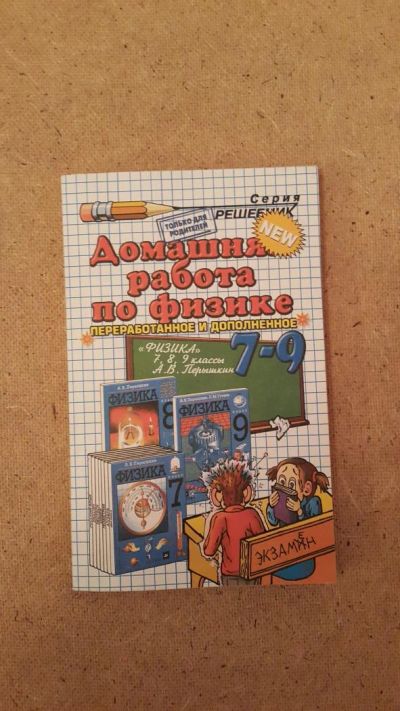 Серия
РЕШЕБНИК
ТОЛЬКО ДЛЯ
РОДИТЕЛЕЙ
NEW
Домашняя
работа
по физике
ПЕРЕРАБОТАННОЕ И ДОПОЛНЕННОЕ
7-9
«ФИЗИКА»
7, 8, 9 классы
А.В. Перышкин
ФИЗИКА
8
ФИЗИКА
9
ФИЗИКА
7
ЭКЗАМЕН